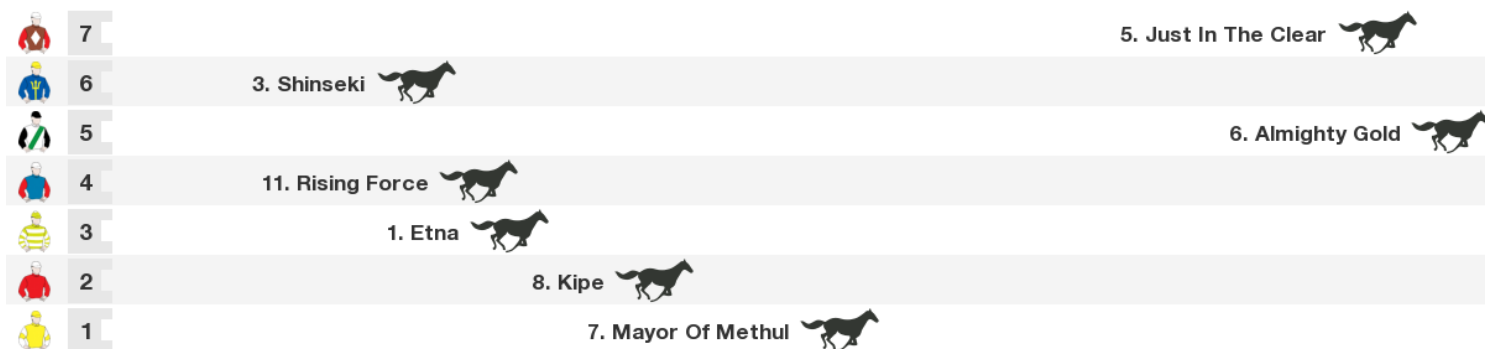 7 5. Just In The Clear
6 3. Shinseki
5 6. Almighty Gold
4 11. Rising Force
3 1. Etna
2 8. Kipe
1 7. Mayor Of Methul